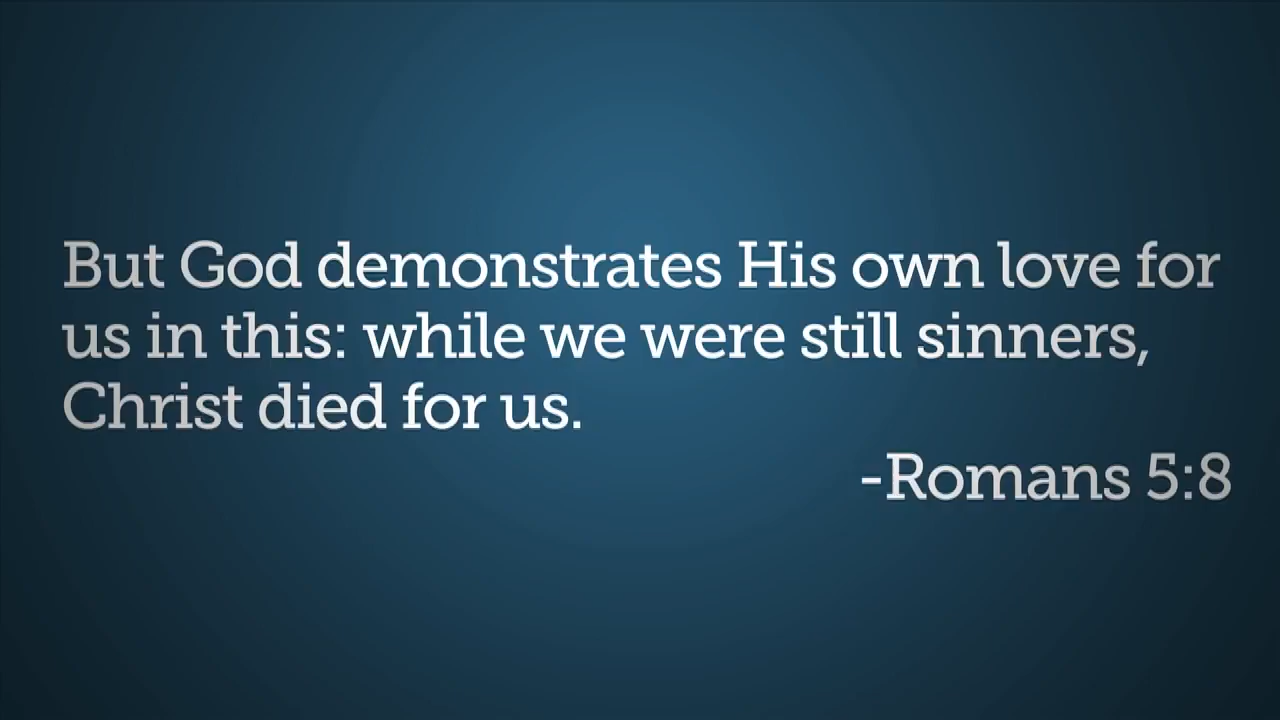 But God demonstrates His own love for
us in this: while we were still sinners,
Christ died for us.
-Romans 5:8